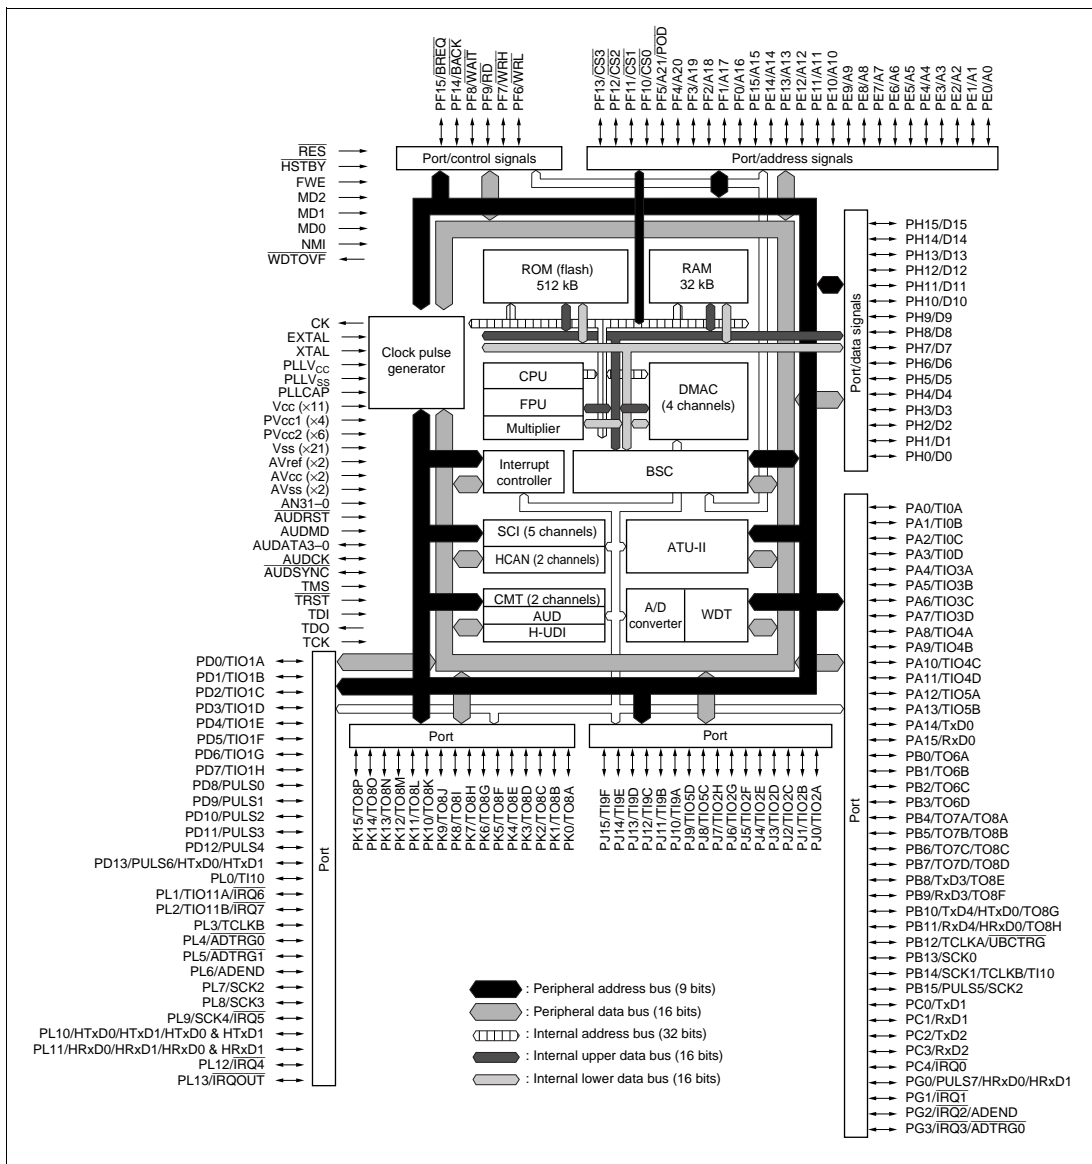 PF15/BREQ
PF14/BACK
PF8/WAIT
PF9/RD
PF7/WRH
PF6/WRL
PF13/CS3
PF12/CS2
PF11/CS1
PF10/CS0
PF5/A21/POD
PF4/A20
PF3/A19
PF2/A18
PF1/A17
PF0/A16
PE15/A15
PE14/A14
PE13/A13
PE12/A12
PE11/A11
PE10/A10
PE9/A9
PE8/A8
PE7/A7
PE6/A6
PE5/A5
PE4/A4
PE3/A3
PE2/A2
PE1/A1
PE0/A0
Port/control signals
Port/address signals
RES
HSTBY
FWE
MD2
MD1
MD0
NMI
WDTOVF
CK
EXTAL
XTAL
PLLVCC
PLLVSS
PLLCAP
Vcc (×11)
PVcc1 (×4)
PVcc2 (×6)
Vss (×21)
AVref (×2)
AVcc (×2)
AVss (×2)
AN31–0
AUDRST
AUDMD
AUDATA3–0
AUDCK
AUDSYNC
TMS
TRST
TDI
TDO
TCK
ROM (flash)
512 kB
RAM
32 kB
Clock pulse
generator
CPU
FPU
Multiplier
DMAC
(4 channels)
Interrupt
controller
BSC
SCI (5 channels)
HCAN (2 channels)
ATU-II
CMT (2 channels)
AUD
H-UDI
A/D
converter
WDT
Port/data signals
PH15/D15
PH14/D14
PH13/D13
PH12/D12
PH11/D11
PH10/D10
PH9/D9
PH8/D8
PH7/D7
PH6/D6
PH5/D5
PH4/D4
PH3/D3
PH2/D2
PH1/D1
PH0/D0
Port
PA0/TI0A
PA1/TI0B
PA2/TI0C
PA3/TI0D
PA4/TIO3A
PA5/TIO3B
PA6/TIO3C
PA7/TIO3D
PA8/TIO4A
PA9/TIO4B
PA10/TIO4C
PA11/TIO4D
PA12/TIO5A
PA13/TIO5B
PA14/TxD0
PA15/RxD0
PB0/TO6A
PB1/TO6B
PB2/TO6C
PB3/TO6D
PB4/TO7A/TO8A
PB5/TO7B/TO8B
PB6/TO7C/TO8C
PB7/TO7D/TO8D
PB8/TxD3/TO8E
PB9/RxD3/TO8F
PB10/TxD4/HTxD0/TO8G
PB11/RxD4/HRxD0/TO8H
PB12/TCLKA/UBCTRG
PB13/SCK0
PB14/SCK1/TCLKB/TI10
PB15/PULS5/SCK2
PC0/TxD1
PC1/RxD1
PC2/TxD2
PC3/RxD2
PC4/IRQ0
PG0/PULS7/HRxD0/HRxD1
PG1/IRQ1
PG2/IRQ2/ADEND
PG3/IRQ3/ADTRG0
Port
PD0/TIO1A
PD1/TIO1B
PD2/TIO1C
PD3/TIO1D
PD4/TIO1E
PD5/TIO1F
PD6/TIO1G
PD7/TIO1H
PD8/PULS0
PD9/PULS1
PD10/PULS2
PD11/PULS3
PD12/PULS4
PD13/PULS6/HTxD0/HTxD1
PL0/TI10
PL1/TIO11A/IRQ6
PL2/TIO11B/IRQ7
PL3/TCLKB
PL4/ADTRG0
PL5/ADTRG1
PL6/ADEND
PL7/SCK2
PL8/SCK3
PL9/SCK4/IRQ5
PL10/HTxD0/HTxD1/HTxD0 & HTxD1
PL11/HRxD0/HRxD1/HRxD0 & HRxD1
PL12/IRQ4
PL13/IRQOUT
Port
PK15/TO8P
PK14/TO8O
PK13/TO8N
PK12/TO8M
PK11/TO8L
PK10/TO8K
PK9/TO8J
PK8/TO8I
PK7/TO8H
PK6/TO8G
PK5/TO8F
PK4/TO8E
PK3/TO8D
PK2/TO8C
PK1/TO8B
PK0/TO8A
Port
PJ15/TI9F
PJ14/TI9E
PJ13/TI9D
PJ12/TI9C
PJ11/TI9B
PJ10/TI9A
PJ9/TIO5D
PJ8/TIO5C
PJ7/TIO2H
PJ6/TIO2G
PJ5/TIO2F
PJ4/TIO2E
PJ3/TIO2D
PJ2/TIO2C
PJ1/TIO2B
PJ0/TIO2A
: Peripheral address bus (9 bits)
: Peripheral data bus (16 bits)
: Internal address bus (32 bits)
: Internal upper data bus (16 bits)
: Internal lower data bus (16 bits)